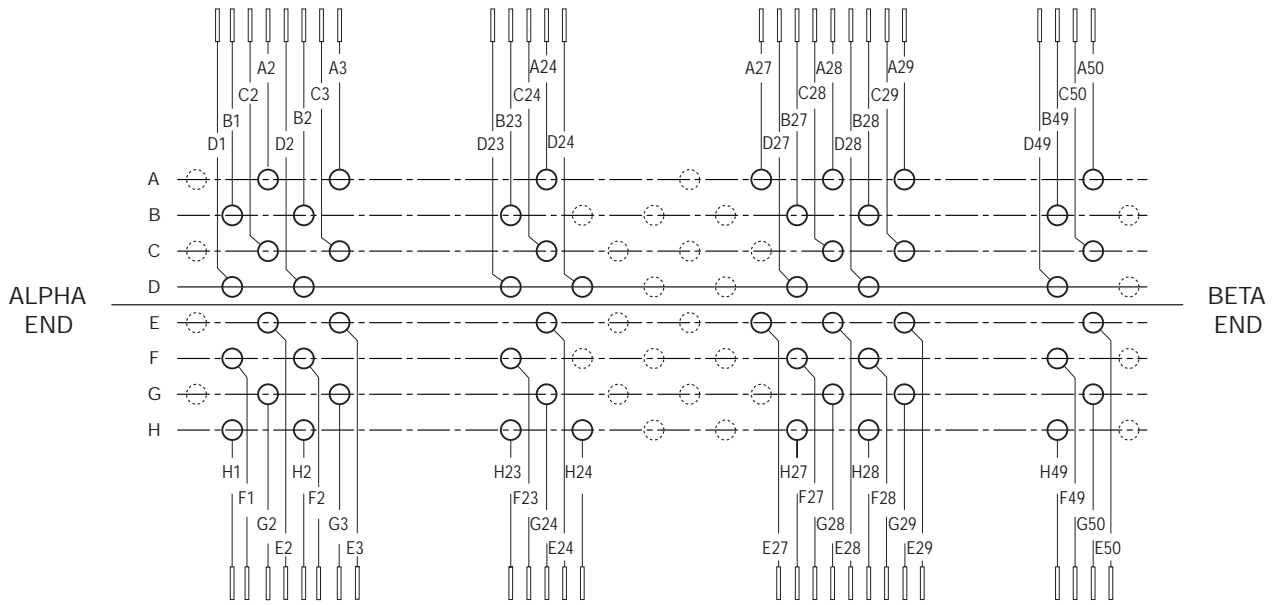 A2 A3 A24 A27 A28 A29 A50
C2 C3 C24 C28 C29 C50
B1 B2 B23 B27 B28 B49
D1 D2 D23 D24 D27 D28 D49
A
B
C
D
ALPHA
END
BETA
END
E
F
G
H
H1 H2 H23 H24 H27 H28 H49
F1 F2 F23 F27 F28 F49
G2 G3 G24 G28 G29 G50
E2 E3 E24 E27 E28 E29 E50